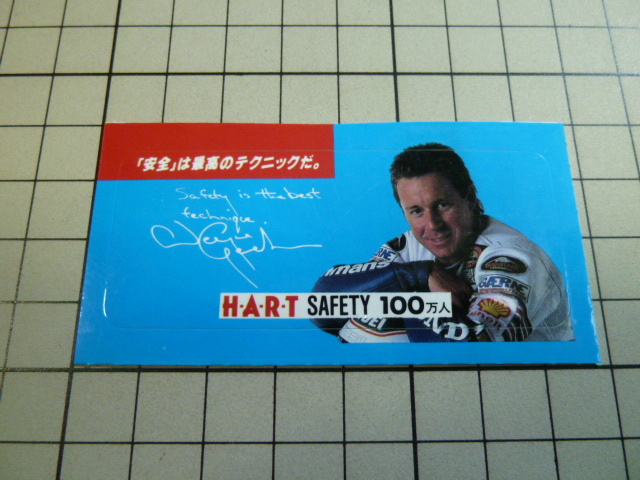 「安全」は最高のテクニックだ。
Safety is the best
technique
H·A·R·T SAFETY 100万人
GAERNE